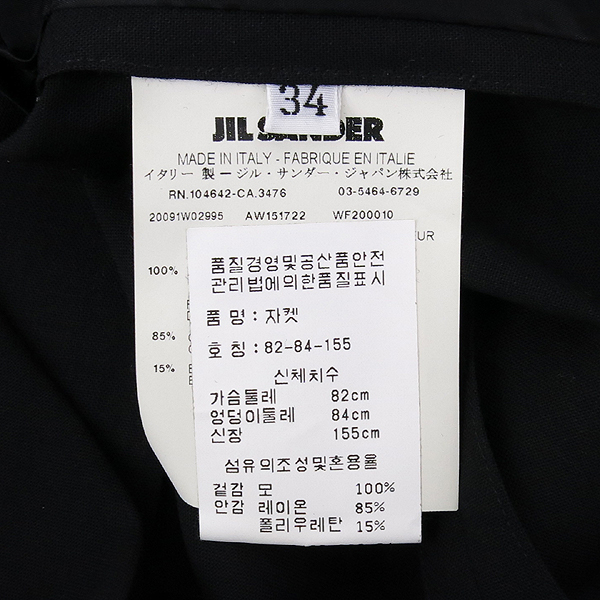 34
JIL SANDER
MADE IN ITALY - FABRIQUE EN ITALIE
イタリー 製 ージル・サンダー・ジャパン株式会社
RN.104642-CA.3476 03-5464-6729
20091W02995 AW151722 WF200010
EUR
100%
85%
15%
품질경영및공산품안전
관리법에의한품질표시
품 명 : 자켓
호 칭 : 82-84-155
신체치수
가슴둘레 82cm
엉덩이둘레 84cm
신장 155cm
섬유의조성및혼용율
겉감 모 100%
안감 레이온 85%
폴리우레탄 15%